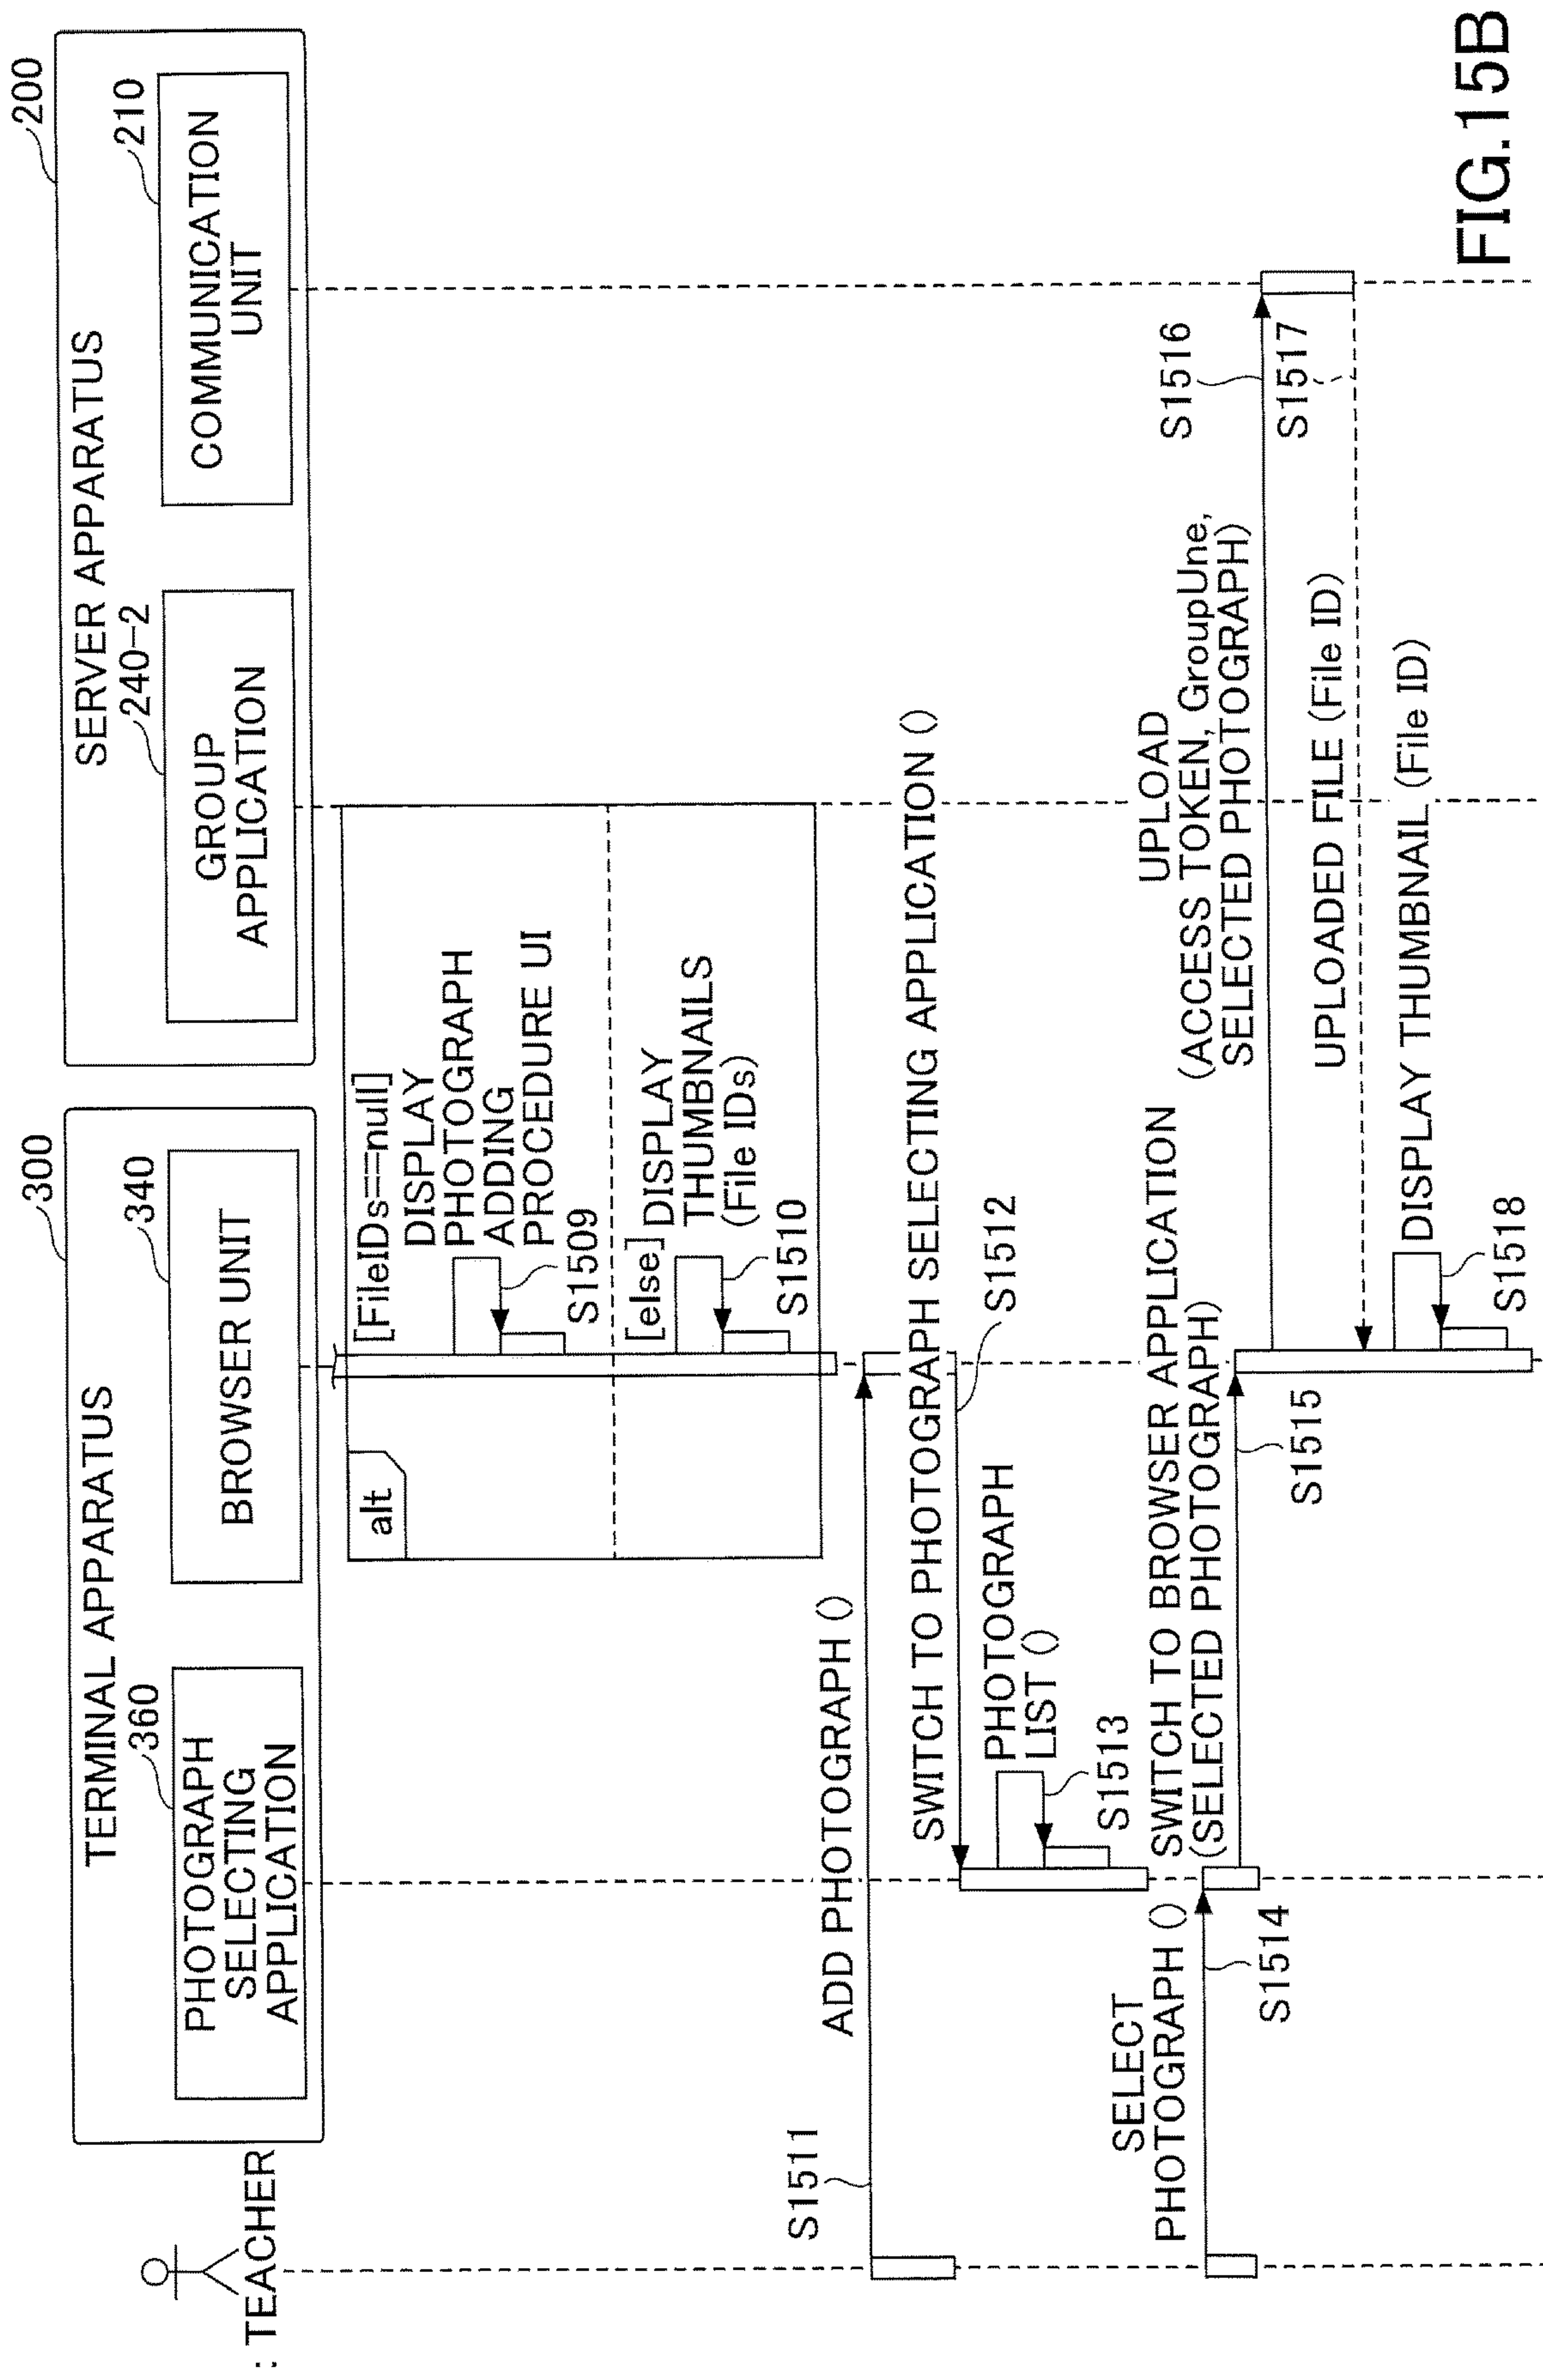 : TEACHER
TERMINAL APPARATUS
300
360
PHOTOGRAPH
SELECTING
APPLICATION
340
BROWSER UNIT
SERVER APPARATUS
200
240-2
GROUP
APPLICATION
210
COMMUNICATION
UNIT
alt
[FileIDs==null]
DISPLAY
PHOTOGRAPH
ADDING
PROCEDURE UI
S1509
[else]
DISPLAY
THUMBNAILS
(File IDs)
S1510
S1511
ADD PHOTOGRAPH ()
SWITCH TO PHOTOGRAPH SELECTING APPLICATION ()
S1512
PHOTOGRAPH
LIST ()
S1513
SELECT
PHOTOGRAPH ()
S1514
SWITCH TO BROWSER APPLICATION
(SELECTED PHOTOGRAPH)
S1515
UPLOAD
(ACCESS TOKEN, GroupUne,
SELECTED PHOTOGRAPH)
S1516
UPLOADED FILE (File ID)
S1517
DISPLAY THUMBNAIL (File ID)
S1518
FIG.15B